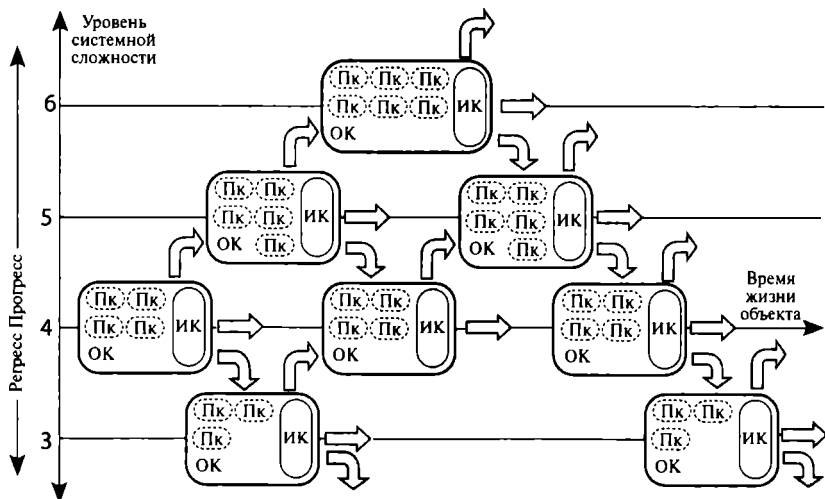 Уровень
системной
сложности
Регресс Прогресс
6
Пк Пк Пк
Пк Пк Пк
ОК
ИК
5
Пк Пк
Пк Пк
ОК Пк
ИК
Пк Пк
Пк Пк
ОК Пк
ИК
4
Пк Пк
Пк Пк
ОК
ИК
Пк Пк
Пк Пк
ОК
ИК
Пк Пк
Пк Пк
ОК
ИК
Время
жизни
объекта
3
Пк Пк
Пк
ОК
ИК
Пк Пк
Пк
ОК
ИК